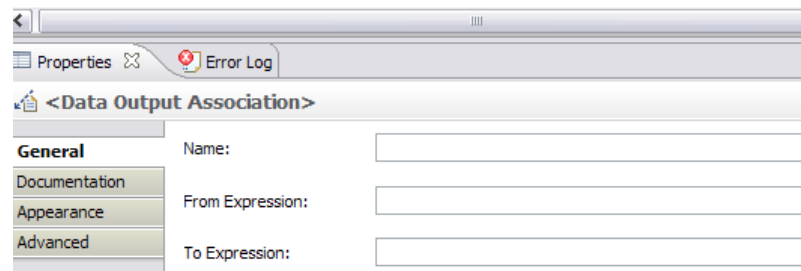 Properties Error Log
<Data Output Association>
General
Name:
Documentation
From Expression:
Appearance
Advanced
To Expression: